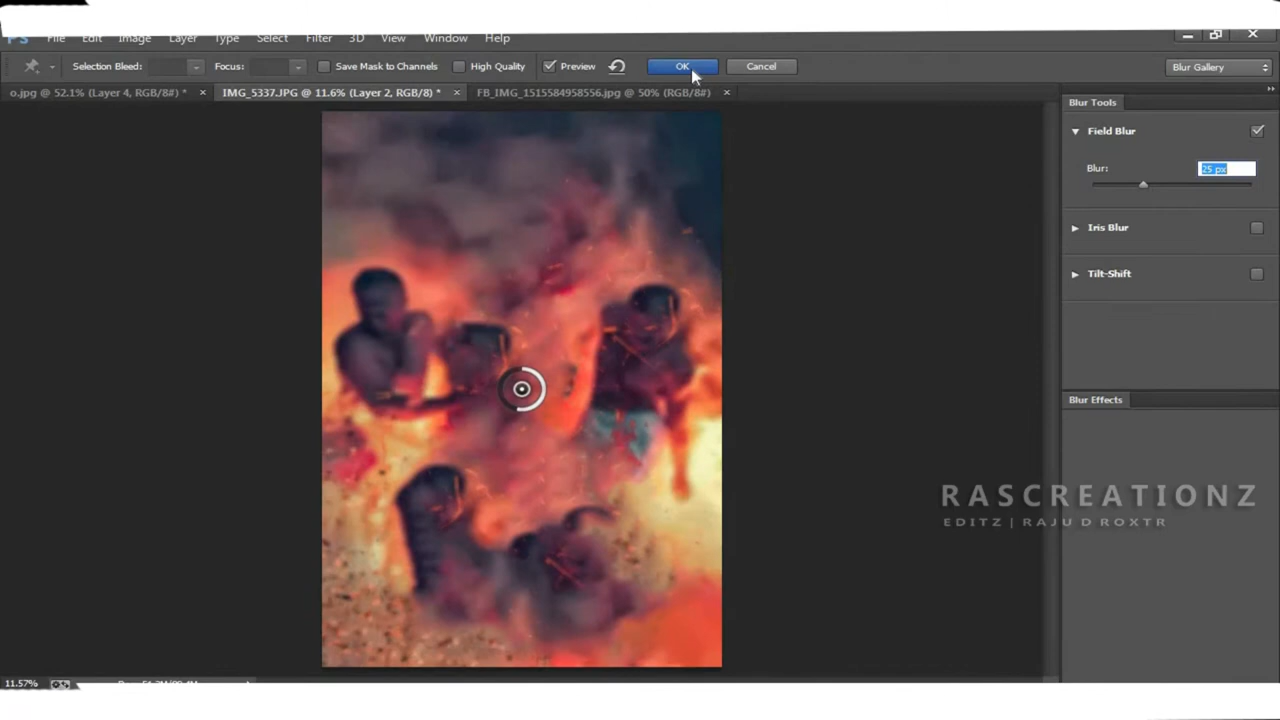 Ps File Edit Image Layer Type Select Filter 3D View Window Help
Selection Bleed: Focus: Save Mask to Channels High Quality Preview OK Cancel Blur Gallery
o.jpg @ 52.1% (Layer 4, RGB/8#) * × IMG_5337.JPG @ 11.6% (Layer 2, RGB/8) * × FB_IMG_1515584958556.jpg @ 50% (RGB/8#) ×
Blur Tools
Field Blur
Blur: 25 px
Iris Blur
Tilt-Shift
Blur Effects
RASCREATIONZ
EDITZ | RAJU D ROXTR
11.57%